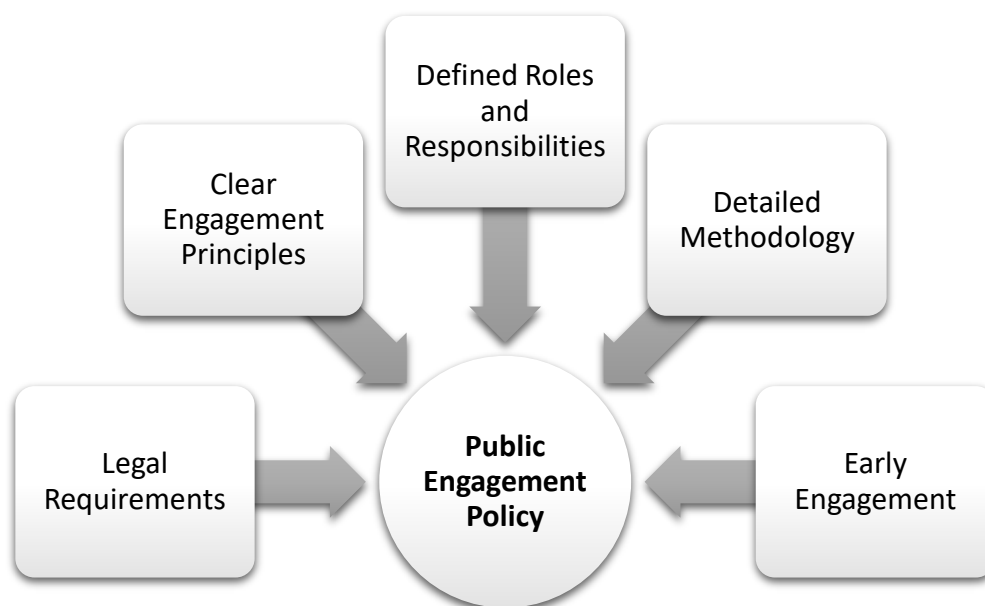 Defined Roles
and
Responsibilities
Clear
Engagement
Principles
Detailed
Methodology
Legal
Requirements
Public
Engagement
Policy
Early
Engagement